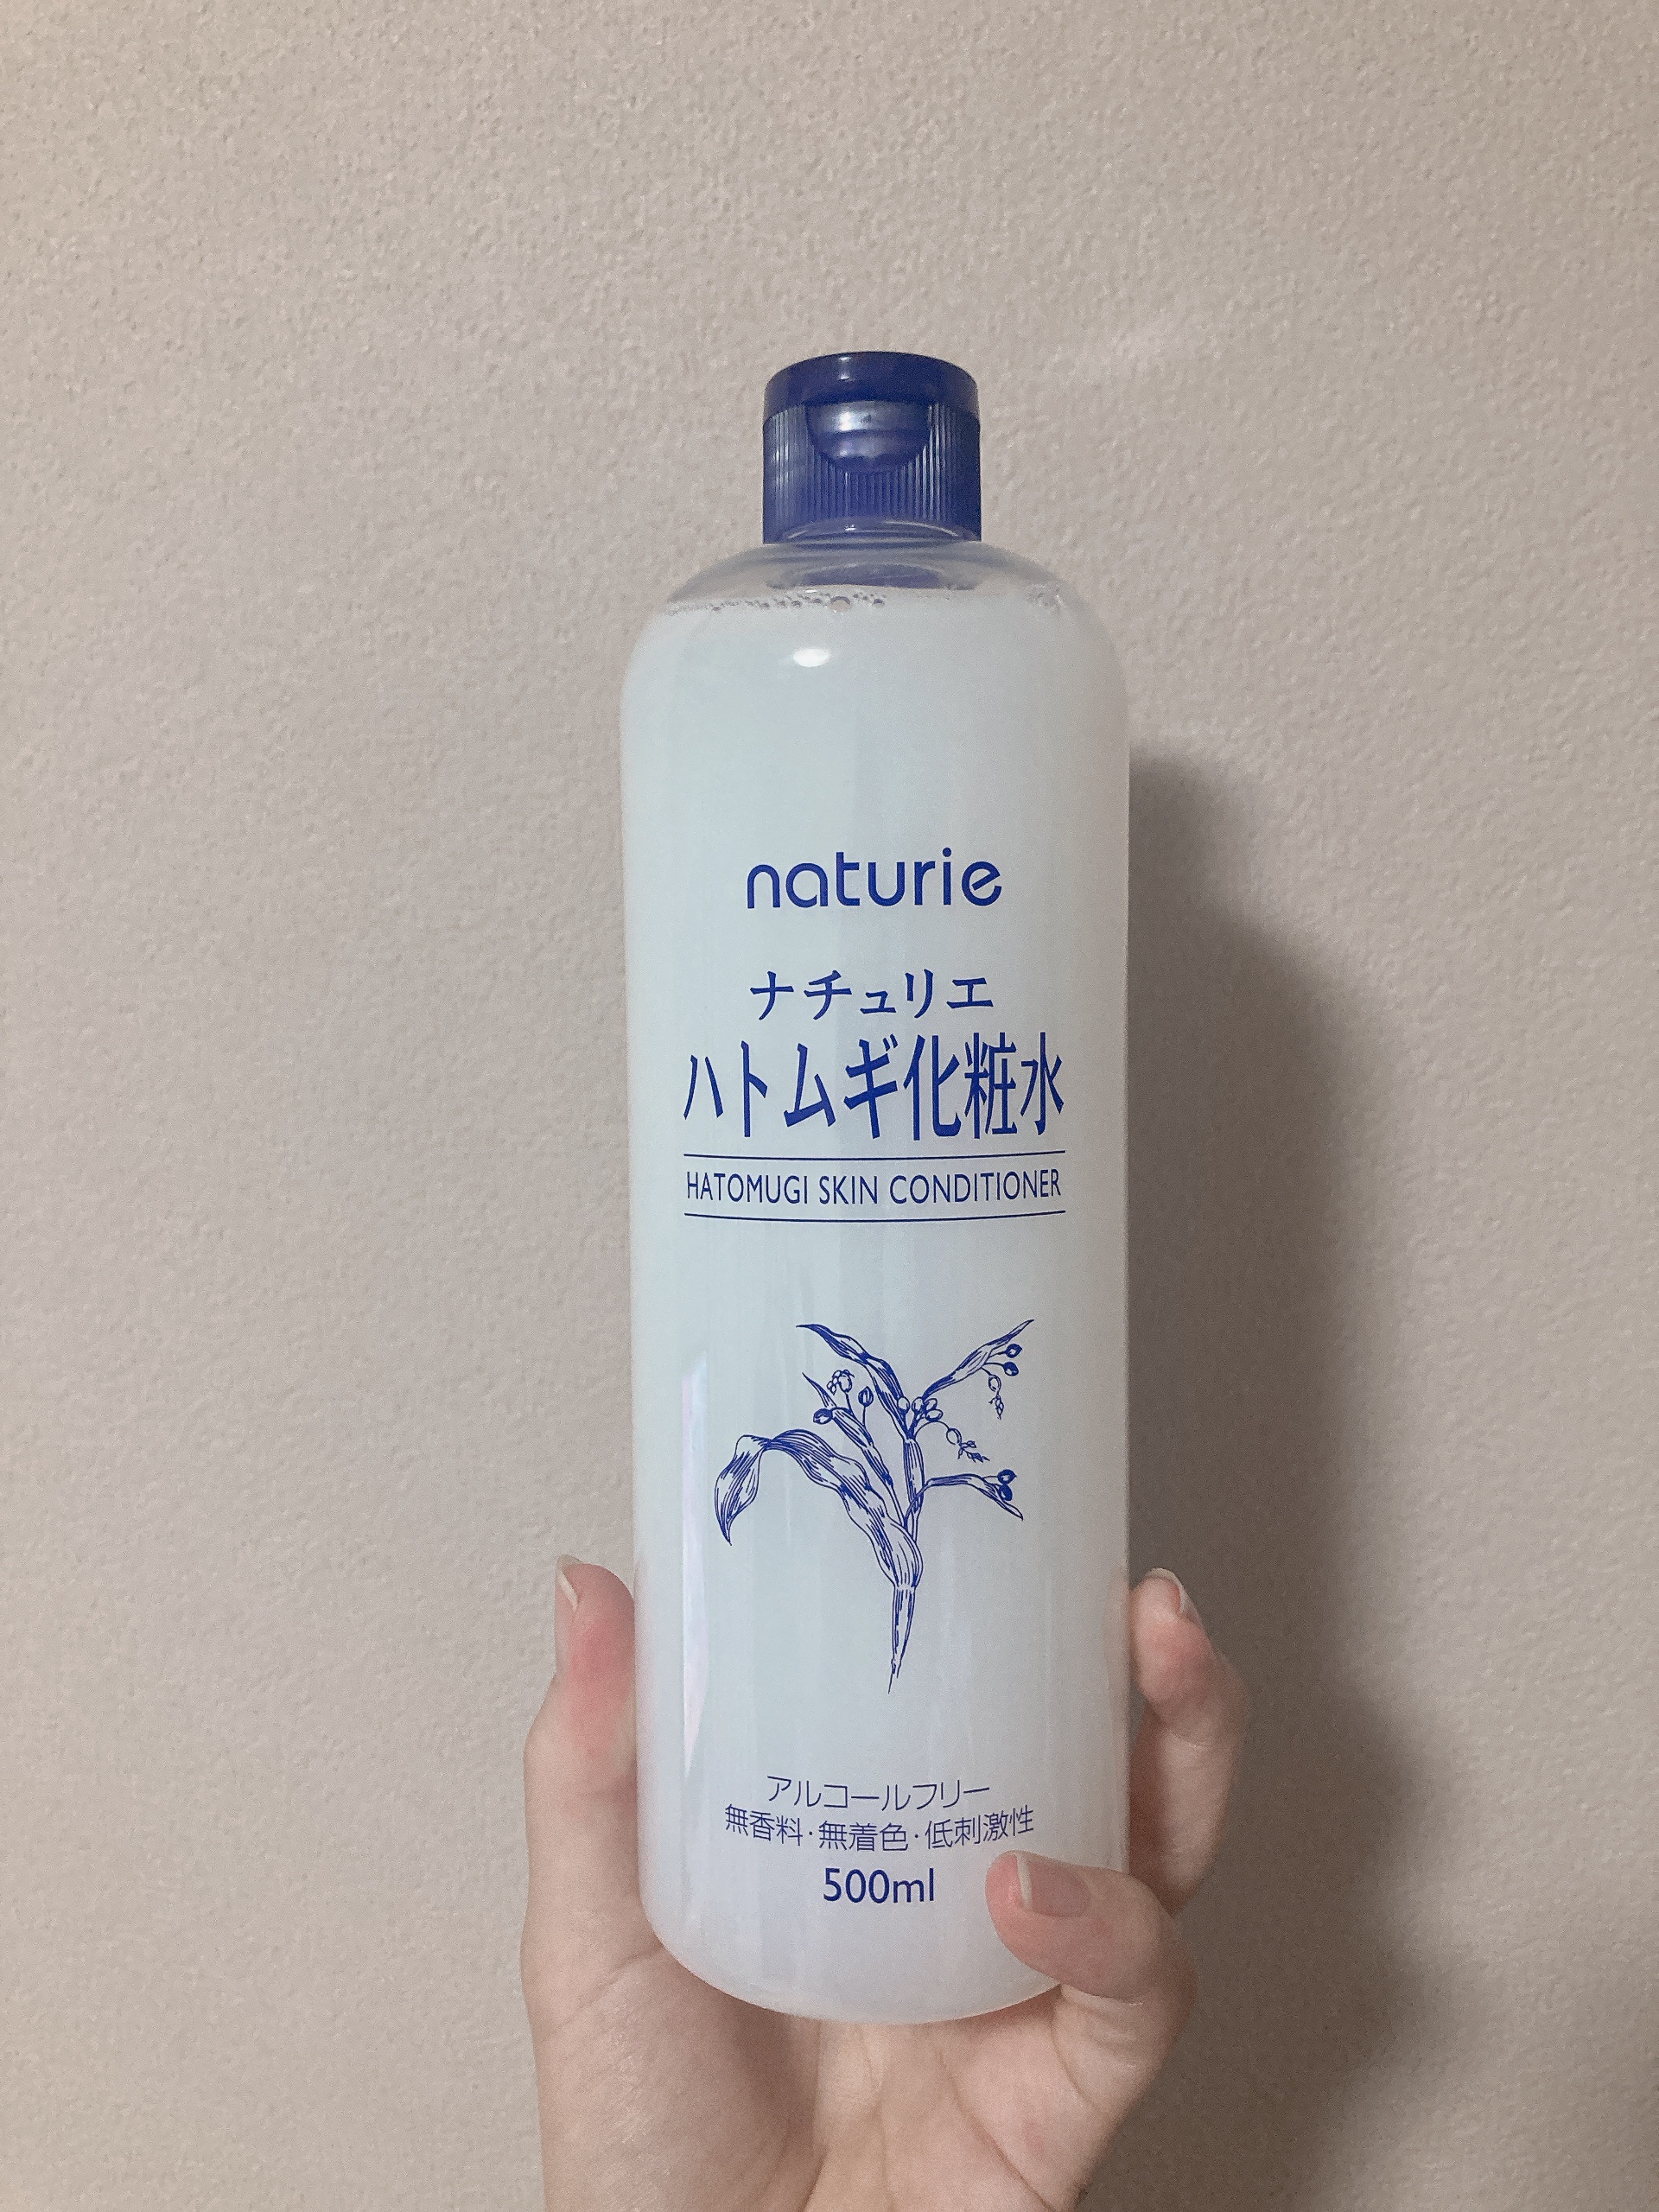 naturie
ナチュリエ
ハトムギ化粧水
HATOMUGI SKIN CONDITIONER
アルコールフリー
無香料・無着色・低刺激性
500ml